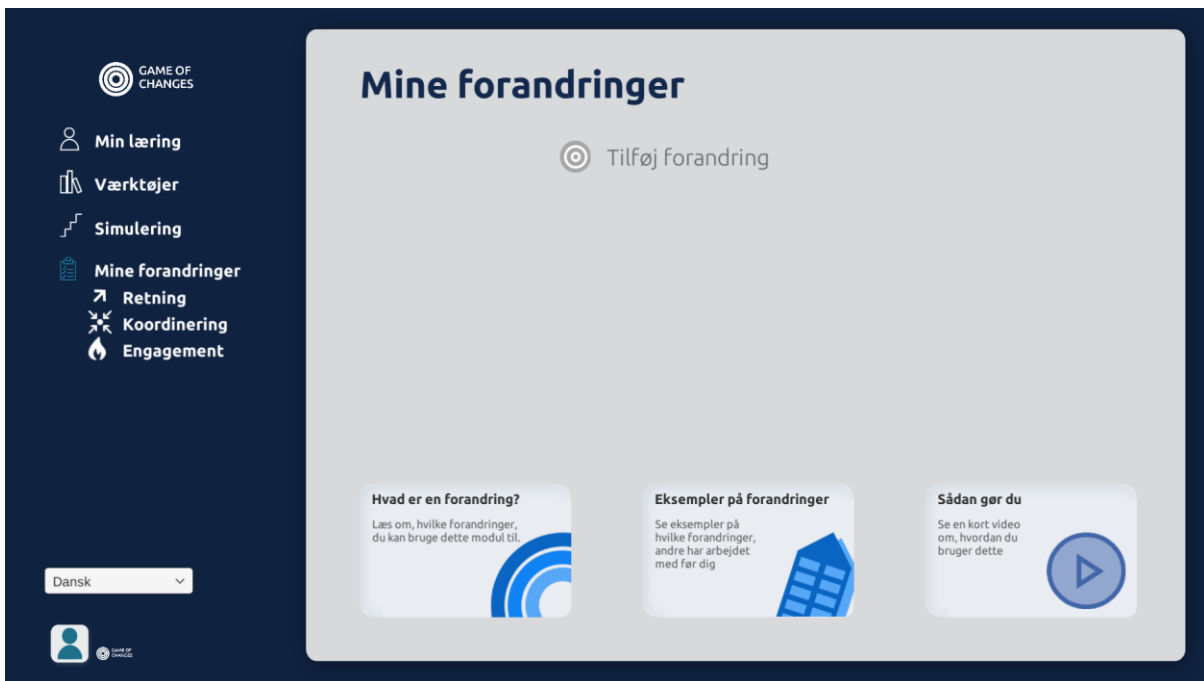 GAME OF
CHANGES
Min læring
Værktøjer
Simulering
Mine forandringer
Retning
Koordinering
Engagement
Dansk
GAME OF
CHANGES
Mine forandringer
Tilføj forandring
Hvad er en forandring?
Læs om, hvilke forandringer,
du kan bruge dette modul til.
Eksempler på forandringer
Se eksempler på
hvilke forandringer,
andre har arbejdet
med før dig
Sådan gør du
Se en kort video
om, hvordan du
bruger dette